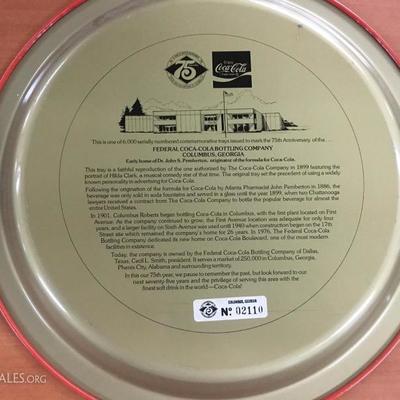 75
Enjoy
Coca-Cola
This is one of 6,000 serially numbered commemorative trays issued to mark the 75th Anniversary of the...
FEDERAL COCA-COLA BOTTLING COMPANY
COLUMBUS, GEORGIA
Early home of Dr. John S. Pemberton, originator of the formula for Coca-Cola.
This tray is a faithful reproduction of the one authorized by The Coca-Cola Company in 1899 featuring the
portrait of Hilda Clark, a musical comedy star of that time. The original tray set the precedent of using a widely
known personality in advertising for Coca-Cola.
Following the origination of the formula for Coca-Cola by Atlanta Pharmacist John Pemberton in 1886, the
beverage was only sold to soda fountains and served in a glass until the year 1899, when two Chattanooga
lawyers received a contract from The Coca-Cola Company to bottle the popular beverage for almost the
entire United States.
In 1901, Columbus Roberts began bottling Coca-Cola in Columbus, with the first plant located on First
Avenue. As the company continued to grow, the First Avenue location was adequate for only four
years, and a larger facility on Sixth Avenue was used until 1940 when construction began on the 17th
Street site which remained the company's home for 26 years. In 1976, The Federal Coca-Cola
Bottling Company dedicated its new home on Coca-Cola Boulevard, one of the most modern
facilities in existence.
Today, the company is owned by the Federal Coca-Cola Bottling Company of Dallas,
Texas, Cecil L. Smith, president. It serves a market of 250,000 in Columbus, Georgia,
Phenix City, Alabama and surrounding territory.
In this our 75th year, we pause to remember the past, but look forward to our
next seventy-five years and the privilege of serving this area with the
finest soft drink in the world—Coca-Cola!
COLUMBUS, GEORGIA
75
No. 02110
ALES.ORG